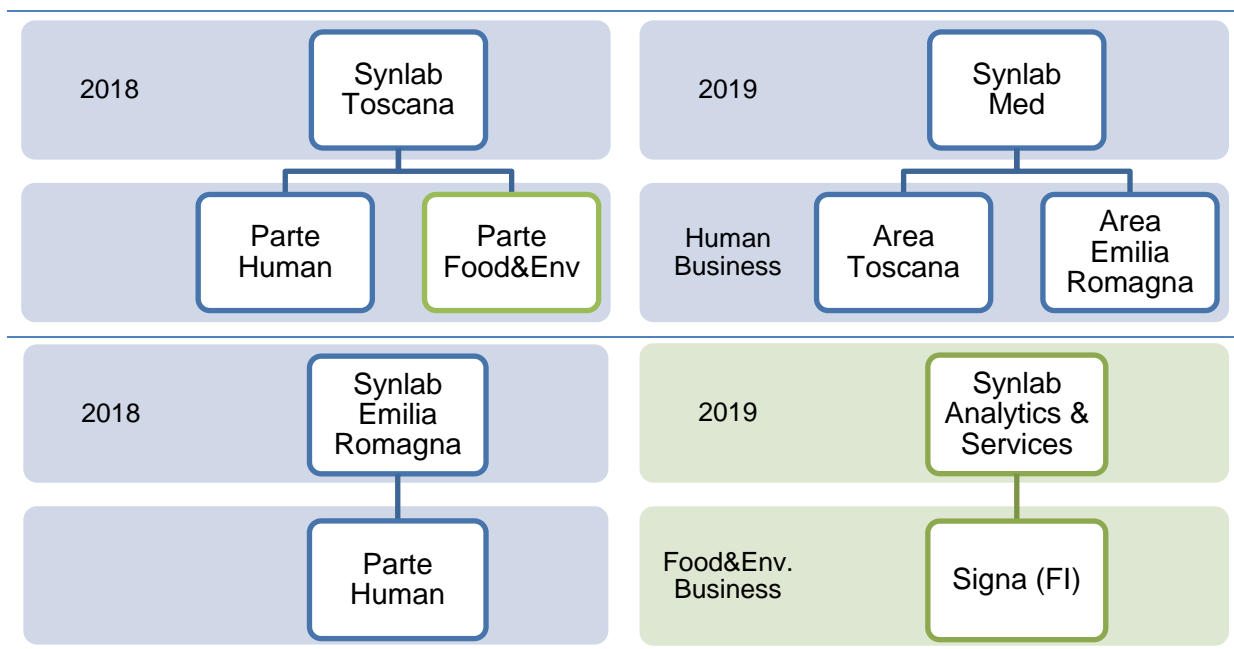 2018
Synlab
Toscana
Parte
Human
Parte
Food&Env
2019
Synlab
Med
Human
Business
Area
Toscana
Area
Emilia
Romagna
2018
Synlab
Emilia
Romagna
Parte
Human
2019
Synlab
Analytics &
Services
Food&Env.
Business
Signa (FI)